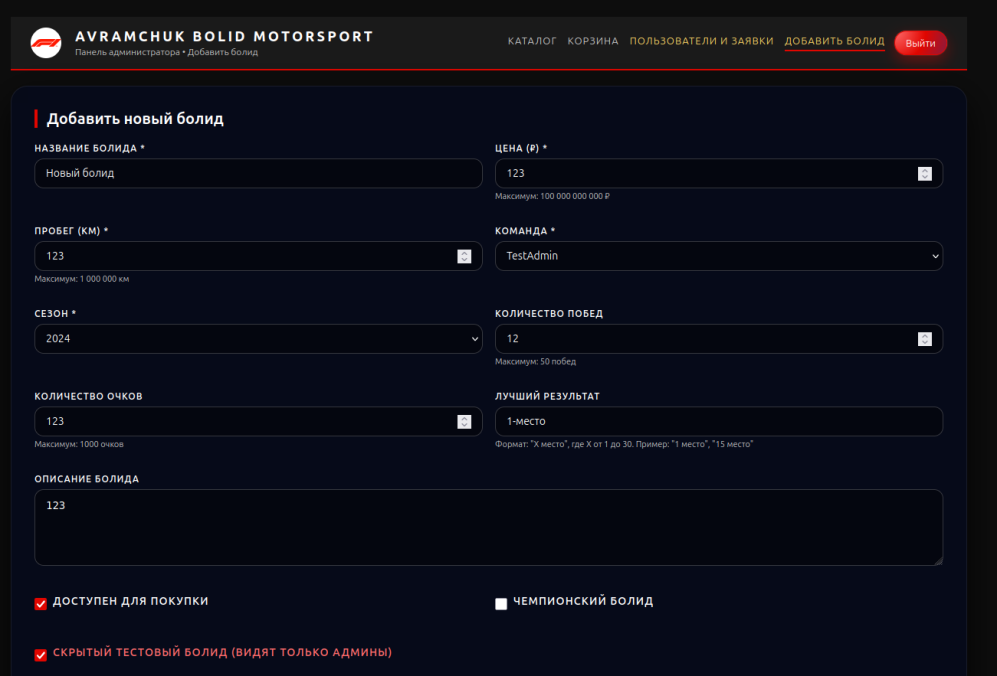 AVRAMCHUK BOLID MOTORSPORT
Панель администратора • Добавить болид
КАТАЛОГ КОРЗИНА ПОЛЬЗОВАТЕЛИ И ЗАЯВКИ ДОБАВИТЬ БОЛИД Выйти
Добавить новый болид
НАЗВАНИЕ БОЛИДА *
Новый болид
ЦЕНА (₽) *
123
Максимум: 100 000 000 000 ₽
ПРОБЕГ (КМ) *
123
Максимум: 1 000 000 км
КОМАНДА *
TestAdmin
СЕЗОН *
2024
КОЛИЧЕСТВО ПОБЕД
12
Максимум: 50 побед
КОЛИЧЕСТВО ОЧКОВ
123
Максимум: 1000 очков
ЛУЧШИЙ РЕЗУЛЬТАТ
1-место
Формат: "X место", где X от 1 до 30. Пример: "1 место", "15 место"
ОПИСАНИЕ БОЛИДА
123
ДОСТУПЕН ДЛЯ ПОКУПКИ
ЧЕМПИОНСКИЙ БОЛИД
СКРЫТЫЙ ТЕСТОВЫЙ БОЛИД (ВИДЯТ ТОЛЬКО АДМИНЫ)